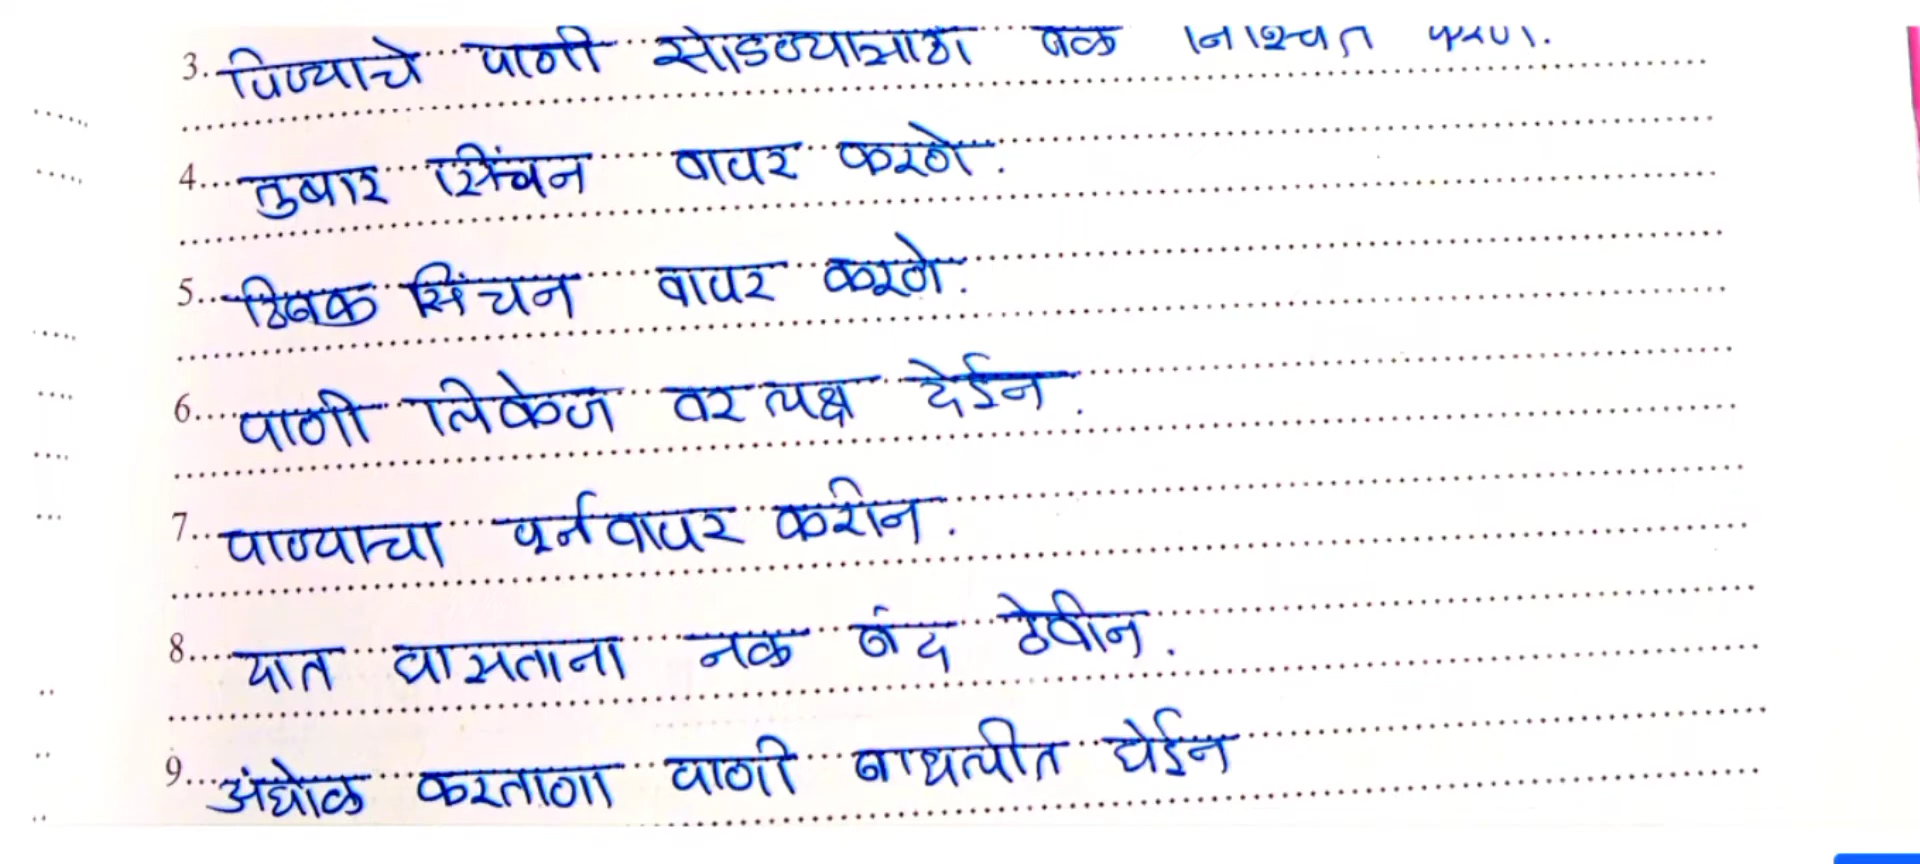 3. पिण्याचे पाणी सोडण्यासाठी वेळ निश्चित करणे.
4. तुषार सिंचन वापर करणे.
5. ठिबक सिंचन वापर करणे.
6. पाणी लिकेज वर लक्ष देईन.
7. पाण्याचा पूर्नवापर करीन.
8. दात घासताना नळ बंद ठेवीन.
9. अंघोळ करताना पाणी बादलीत घेईन